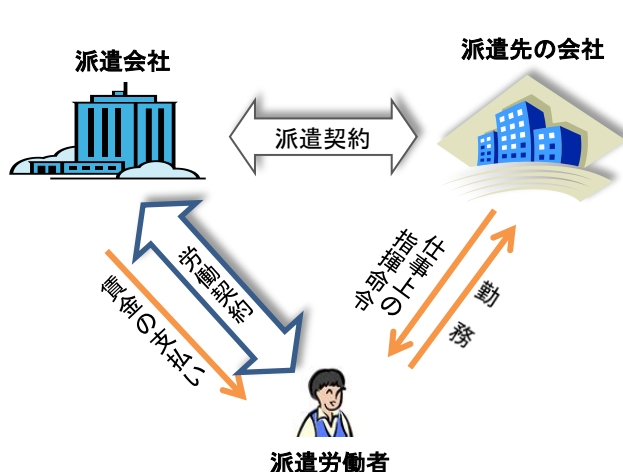 派遣会社
派遣先の会社
派遣契約
労働契約
賃金の支払い
仕事上の
指揮命令
勤務
派遣労働者